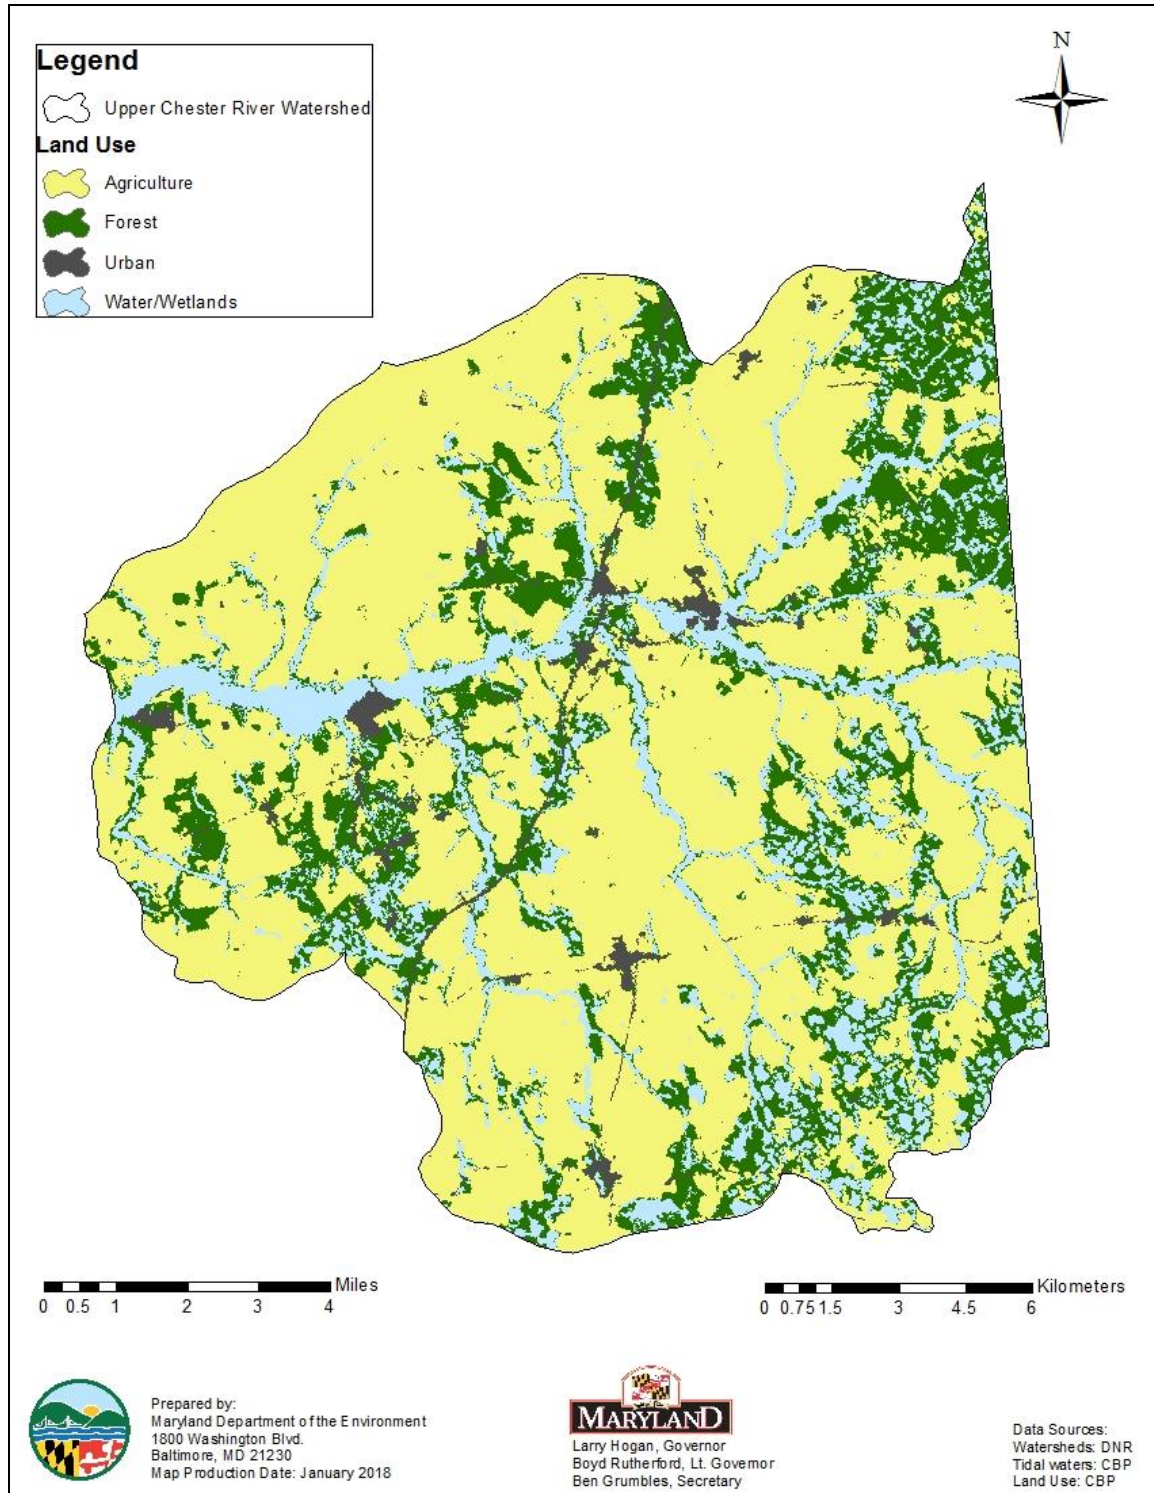 Legend
Upper Chester River Watershed
Land Use
Agriculture
Forest
Urban
Water/Wetlands
N
Miles
0 0.5 1 2 3 4
Kilometers
0 0.75 1.5 3 4.5 6
Prepared by:
Maryland Department of the Environment
1800 Washington Blvd.
Baltimore, MD 21230
Map Production Date: January 2018
MARYLAND
Larry Hogan, Governor
Boyd Rutherford, Lt. Governor
Ben Grumbles, Secretary
Data Sources:
Watersheds: DNR
Tidal waters: CBP
Land Use: CBP